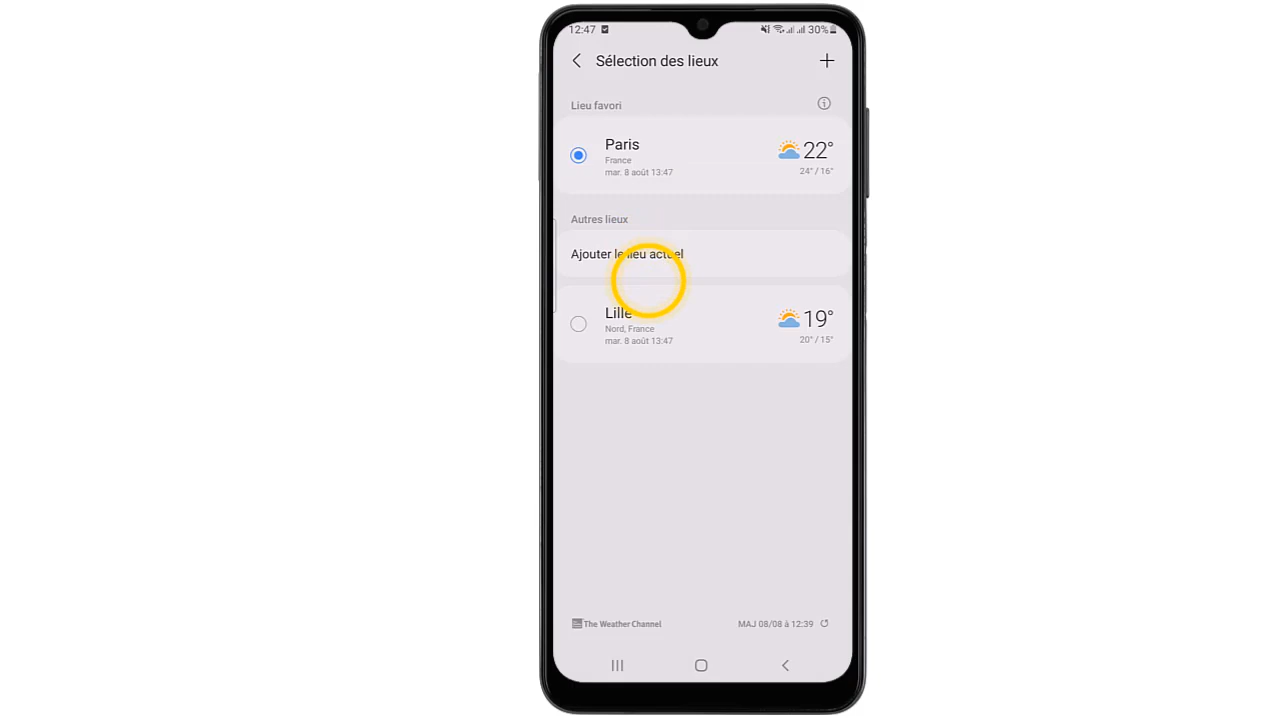 12:47
30%
Sélection des lieux
Lieu favori
Paris
22°
France
mar. 8 août 13:47
24° / 16°
Autres lieux
Ajouter le lieu actuel
Lille
19°
Nord, France
mar. 8 août 13:47
20° / 15°
The Weather Channel
MAJ 08/08 à 12:39